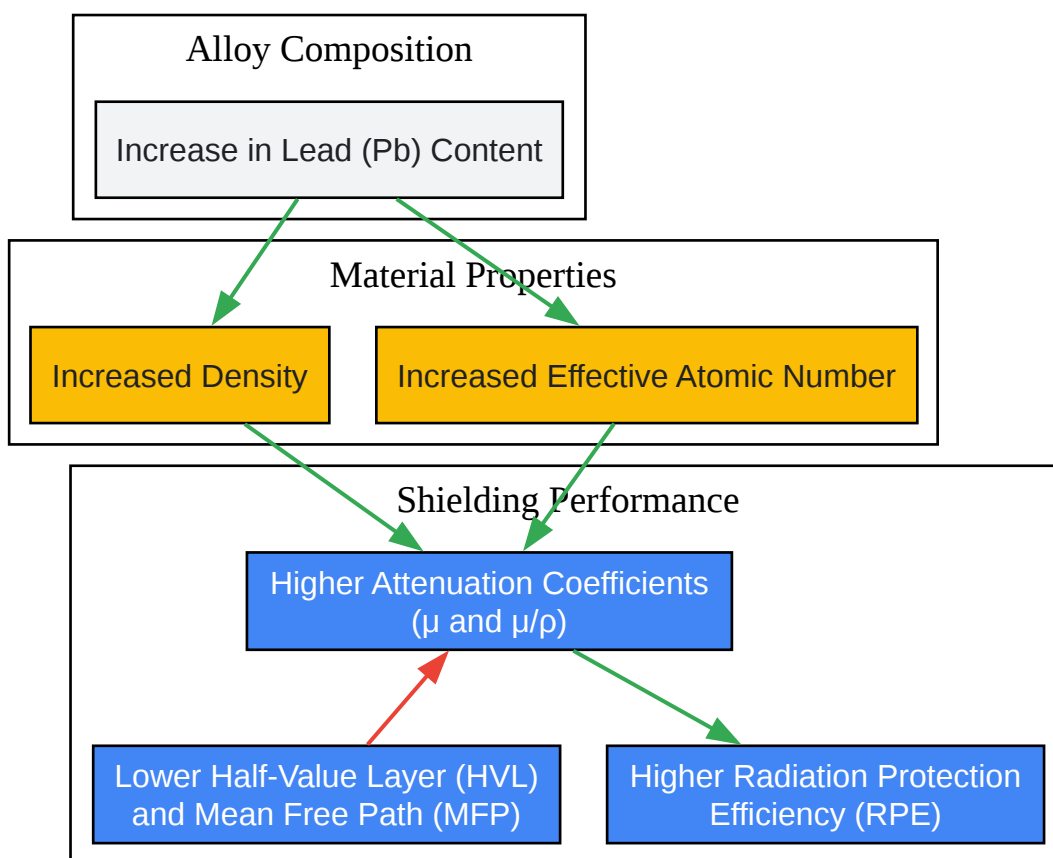 Alloy Composition
Increase in Lead (Pb) Content
Material Properties
Increased Density
Increased Effective Atomic Number
Shielding Performance
Higher Attenuation Coefficients
(μ and μ/ρ)
Lower Half-Value Layer (HVL)
and Mean Free Path (MFP)
Higher Radiation Protection
Efficiency (RPE)